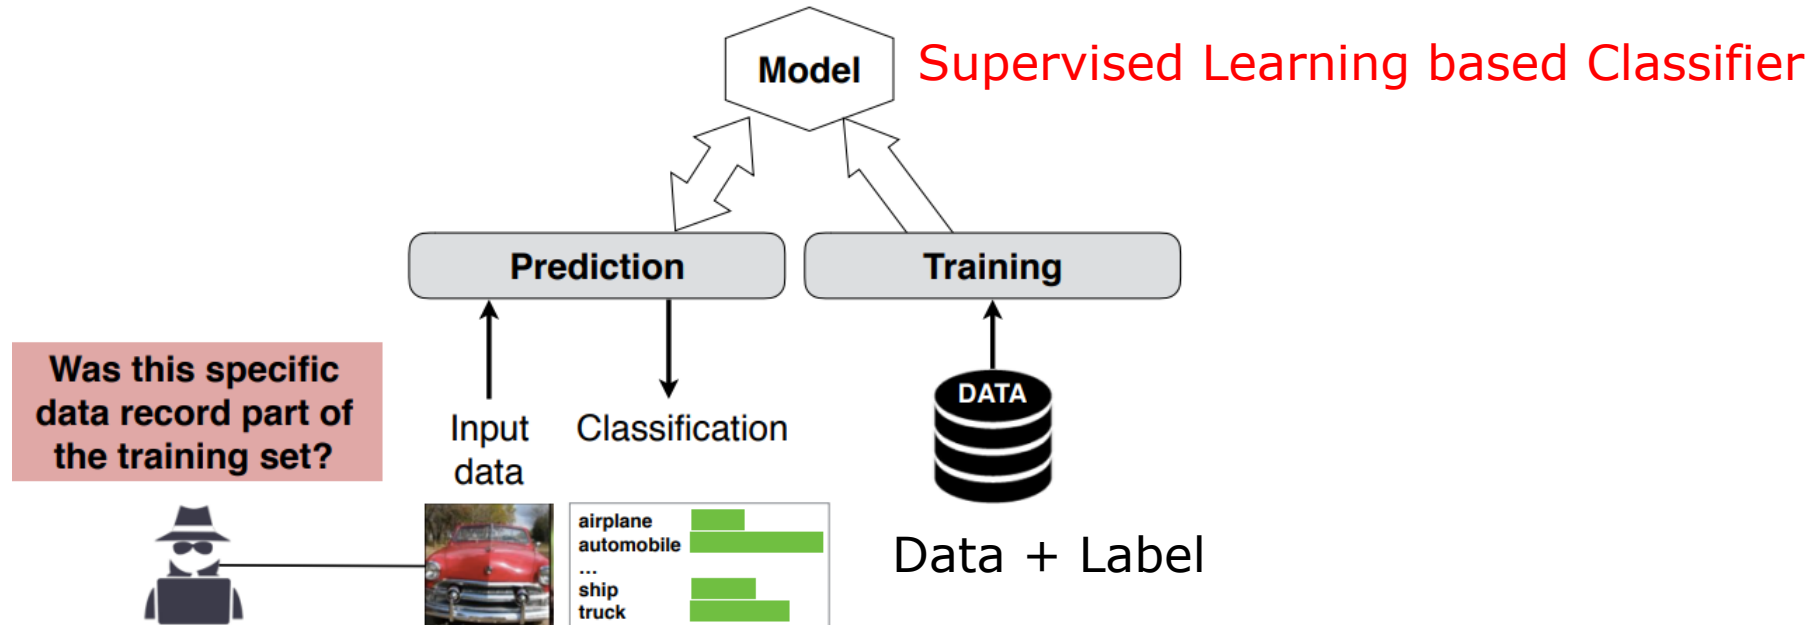 Model
Supervised Learning based Classifier
Prediction
Training
Was this specific
data record part of
the training set?
Input
data
Classification
DATA
airplane
automobile
...
ship
truck
Data + Label